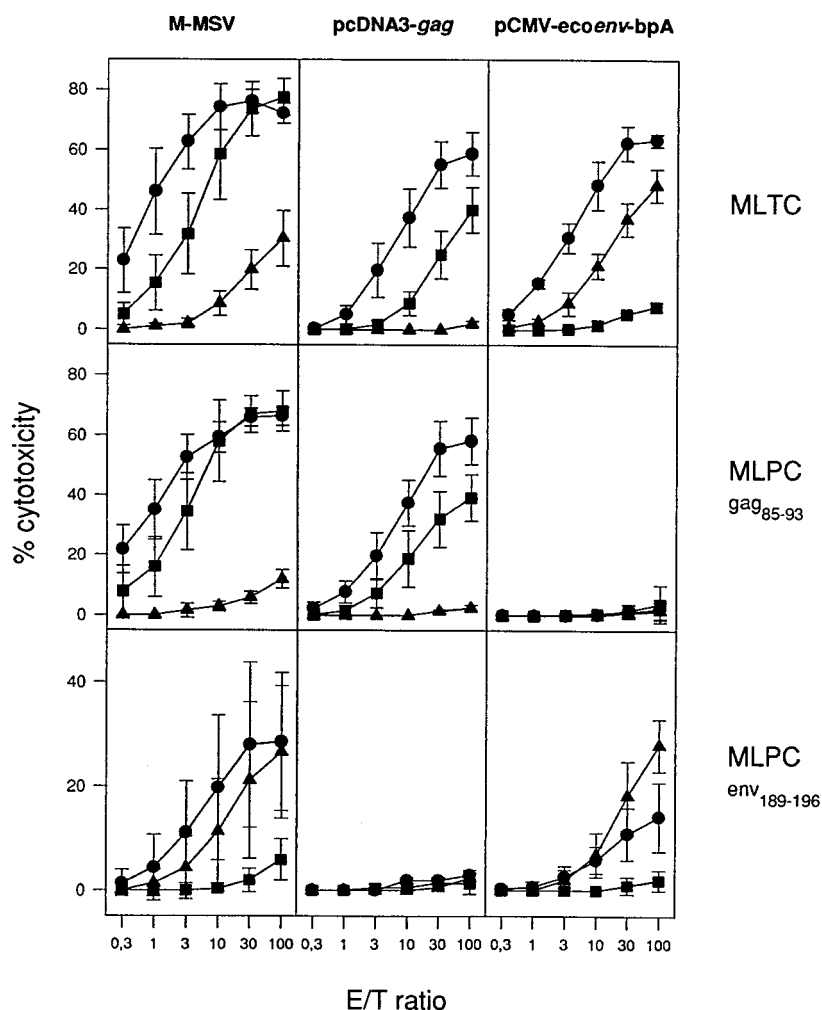 M-MSV pcDNA3-gag pCMV-ecoenv-bpA
80
60
40
20
0
MLTC
80
60
40
20
0
MLPC
gag85-93
40
20
0
MLPC
env189-196
% cytotoxicity
0,3 1 3 10 30 100 0,3 1 3 10 30 100 0,3 1 3 10 30 100
E/T ratio